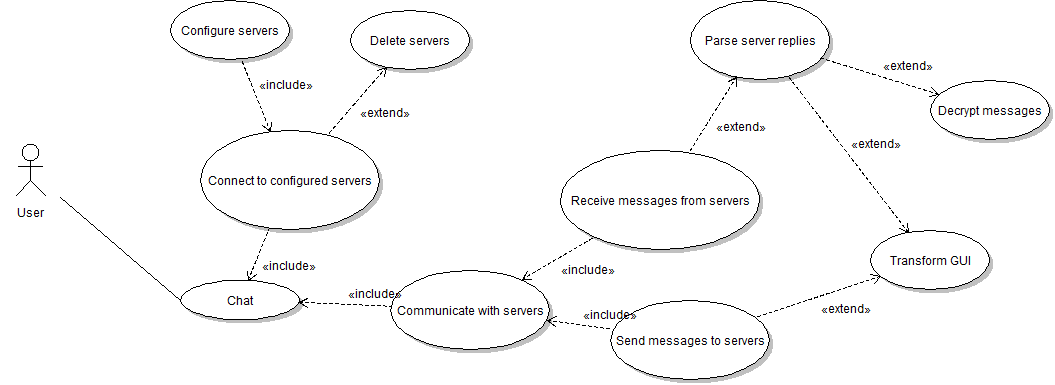 Configure servers
Delete servers
Parse server replies
«include»
«extend»
«extend»
Decrypt messages
«extend»
«extend»
Connect to configured servers
Receive messages from servers
User
«include»
«include»
Transform GUI
Chat
«include»
Communicate with servers
«include»
«extend»
Send messages to servers